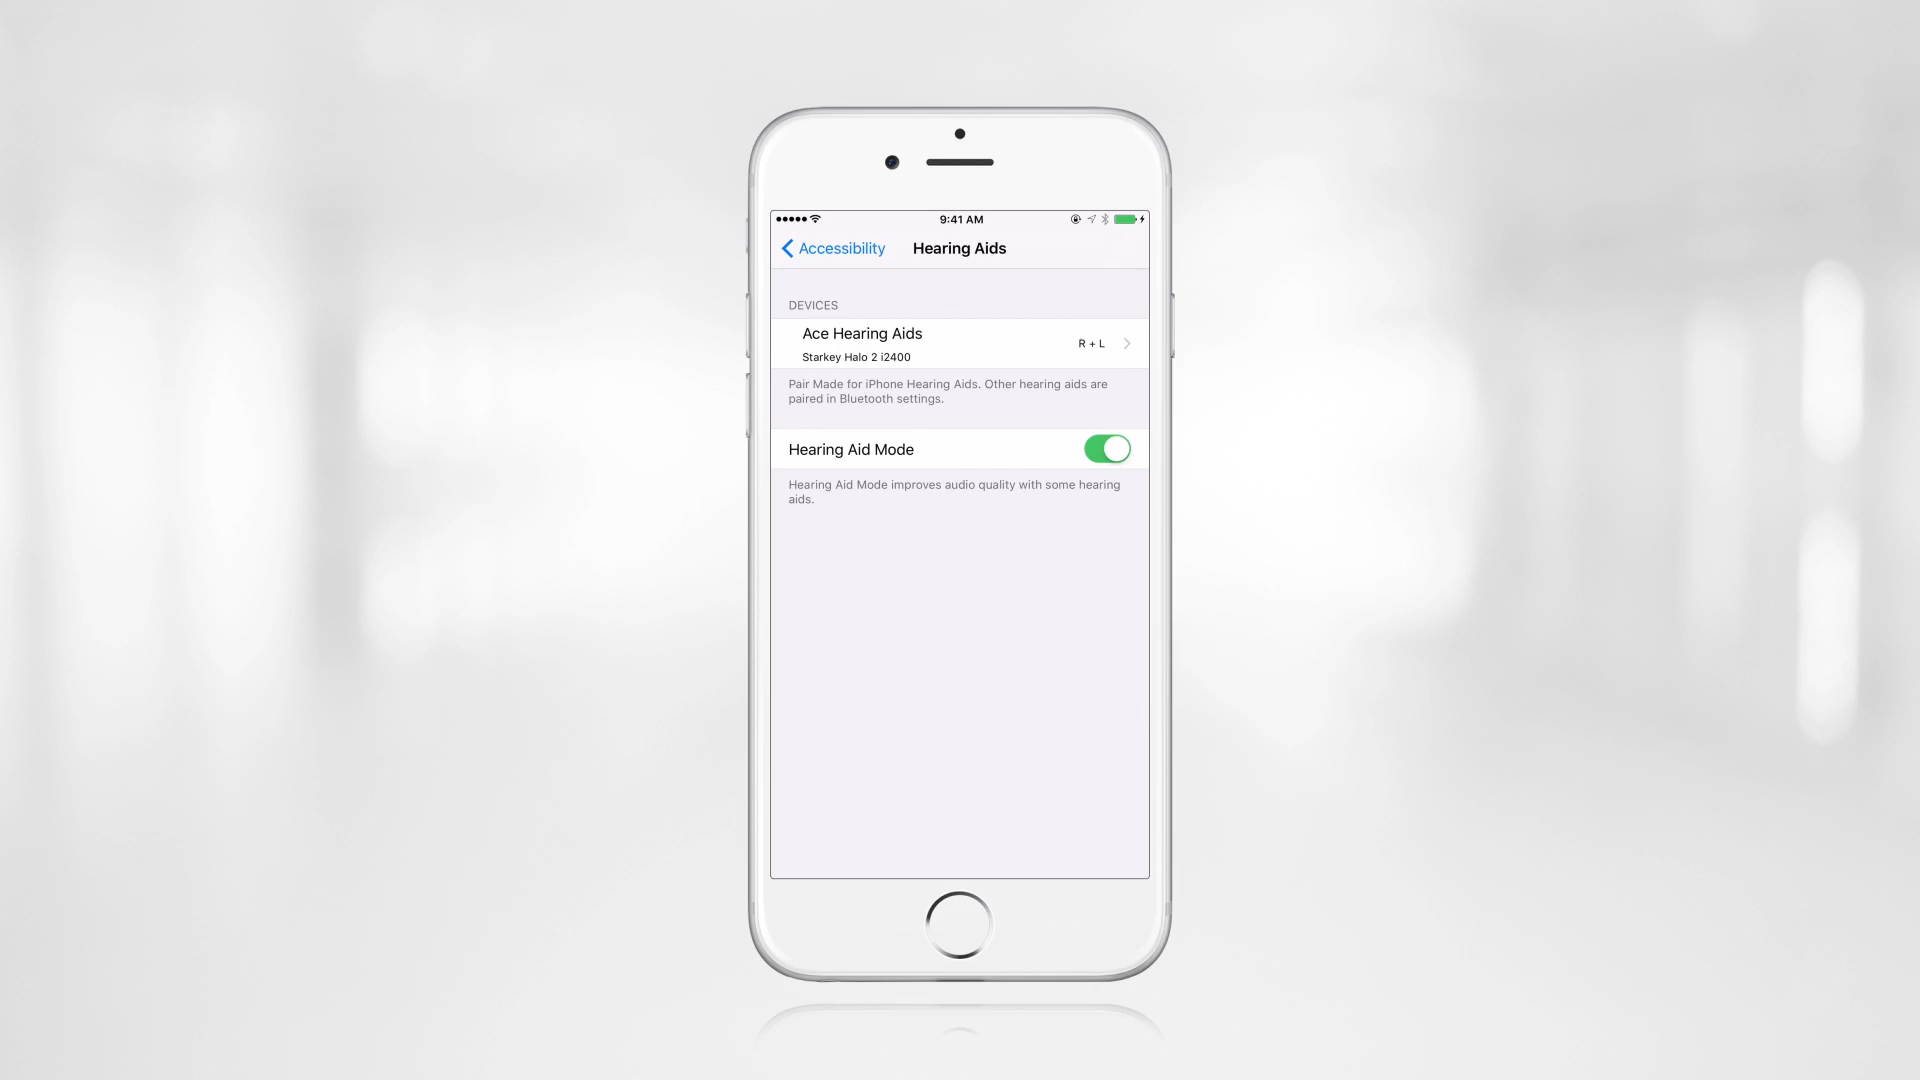 9:41 AM
Accessibility
Hearing Aids
DEVICES
Ace Hearing Aids
Starkey Halo 2 i2400
R + L
Pair Made for iPhone Hearing Aids. Other hearing aids are
paired in Bluetooth settings.
Hearing Aid Mode
Hearing Aid Mode improves audio quality with some hearing
aids.